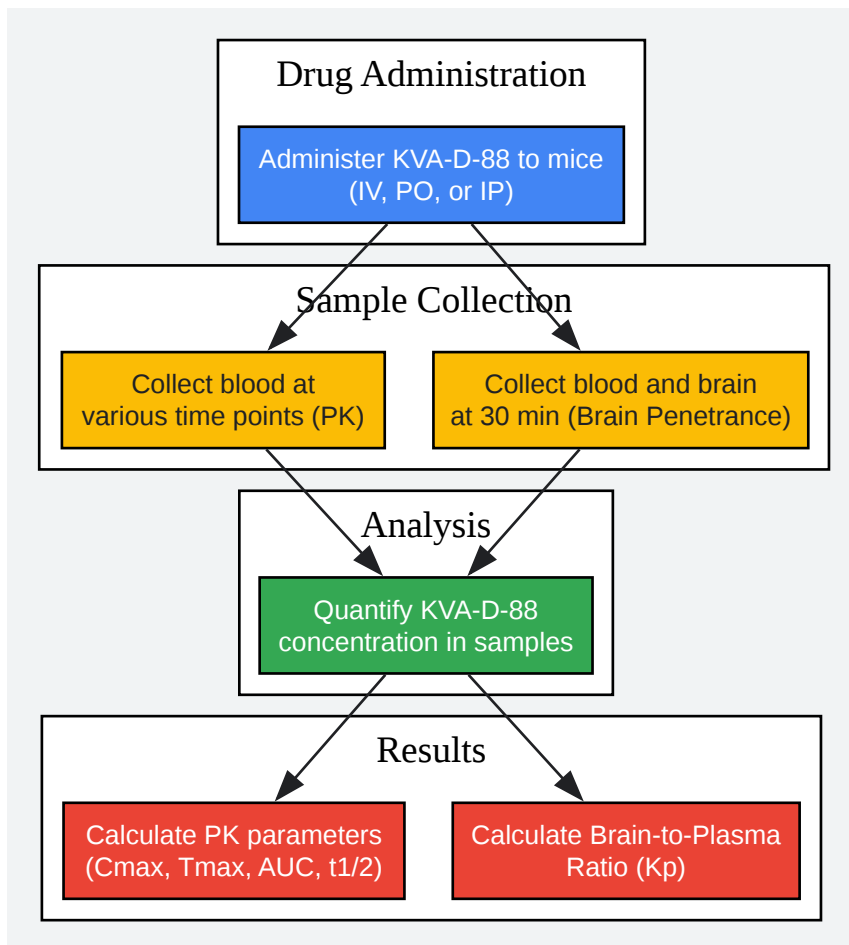 Drug Administration
Administer KVA-D-88 to mice
(IV, PO, or IP)
Sample Collection
Collect blood at
various time points (PK)
Collect blood and brain
at 30 min (Brain Penetrance)
Analysis
Quantify KVA-D-88
concentration in samples
Results
Calculate PK parameters
(Cmax, Tmax, AUC, t1/2)
Calculate Brain-to-Plasma
Ratio (Kp)